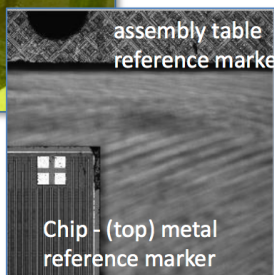 assembly table
reference marke
Chip - (top) metal
reference marker